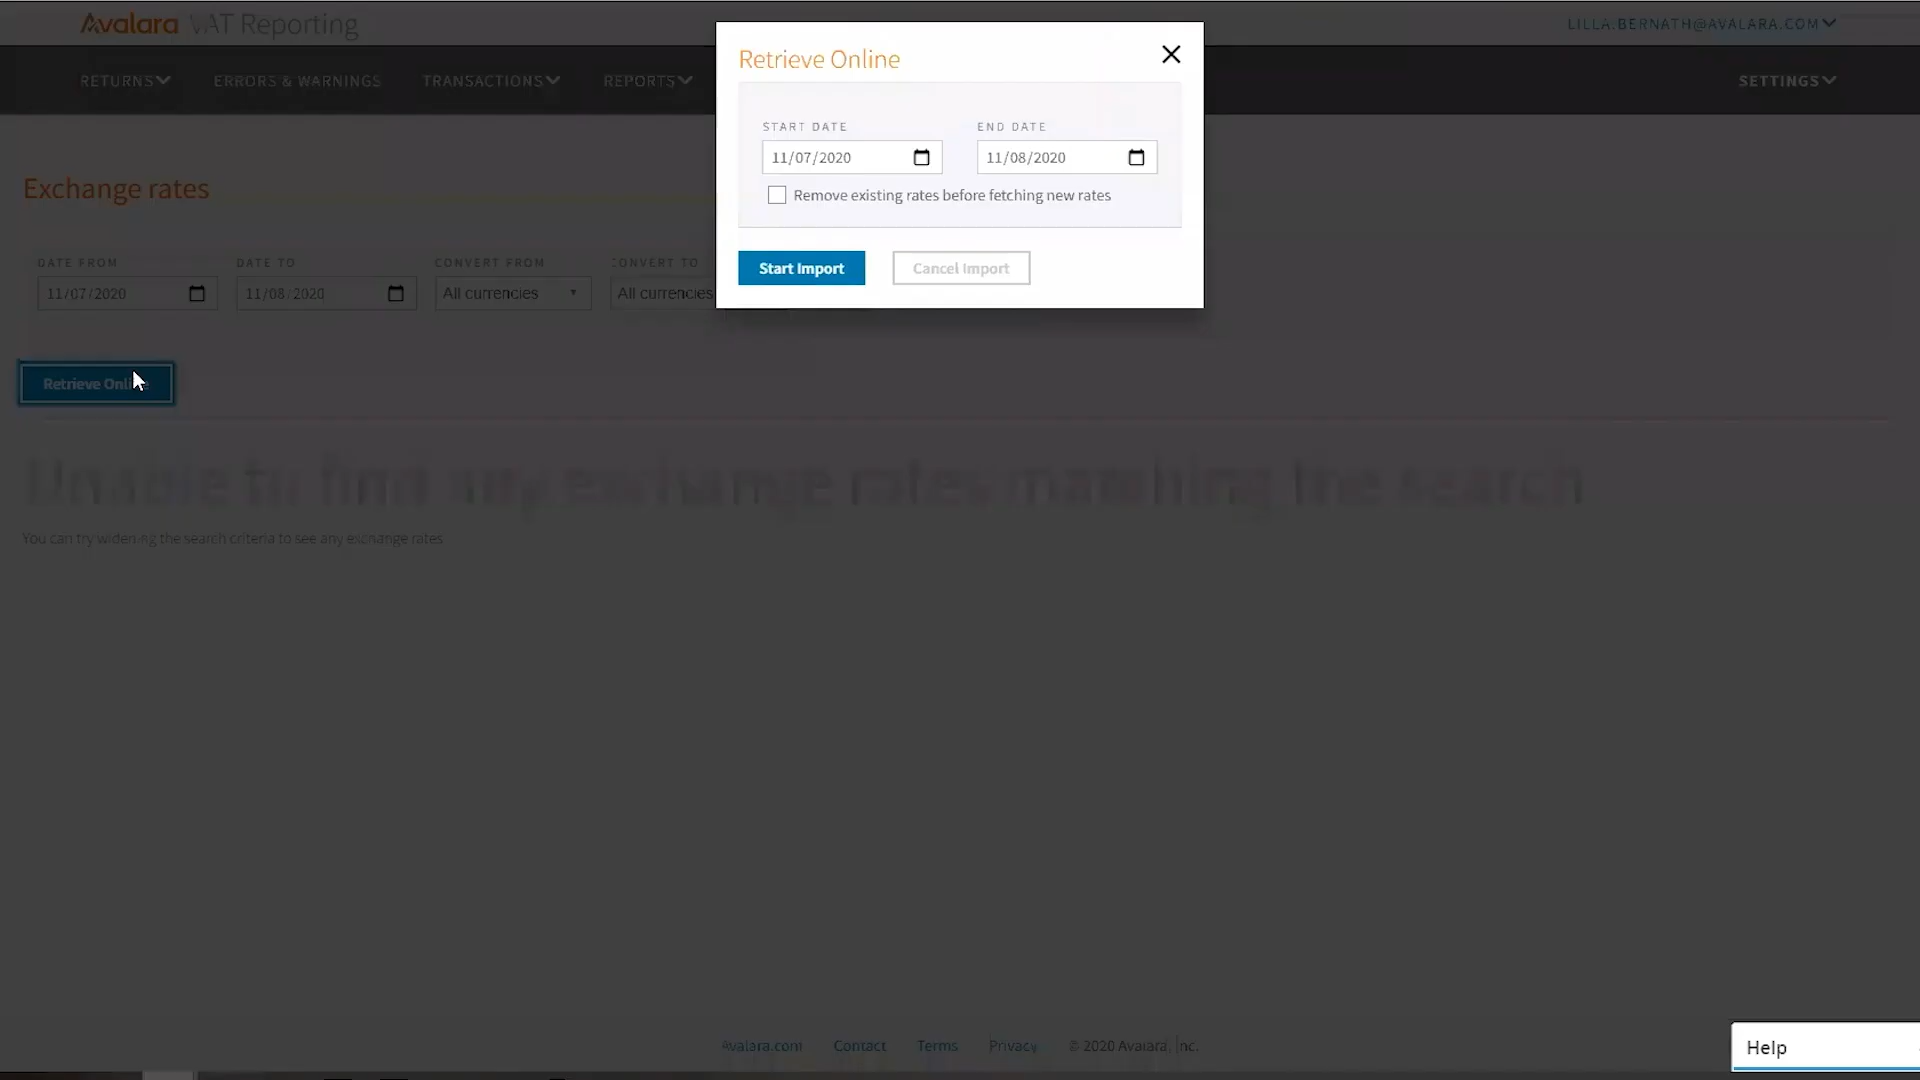 Avalara VAT Reporting
LILLA.BERNATH@AVALARA.COM
RETURNS ERRORS & WARNINGS TRANSACTIONS REPORTS SETTINGS
Retrieve Online
START DATE END DATE
11/07/2020 11/08/2020
Remove existing rates before fetching new rates
Start Import Cancel Import
Exchange rates
DATE FROM DATE TO CONVERT FROM CONVERT TO
11/07/2020 11/08/2020 All currencies All currencies
Retrieve Onli
Unable to find any exchange rates matching the search
You can try widening the search criteria to see any exchange rates
Avalara.com Contact Terms Privacy © 2020 Avalara, Inc.
Help